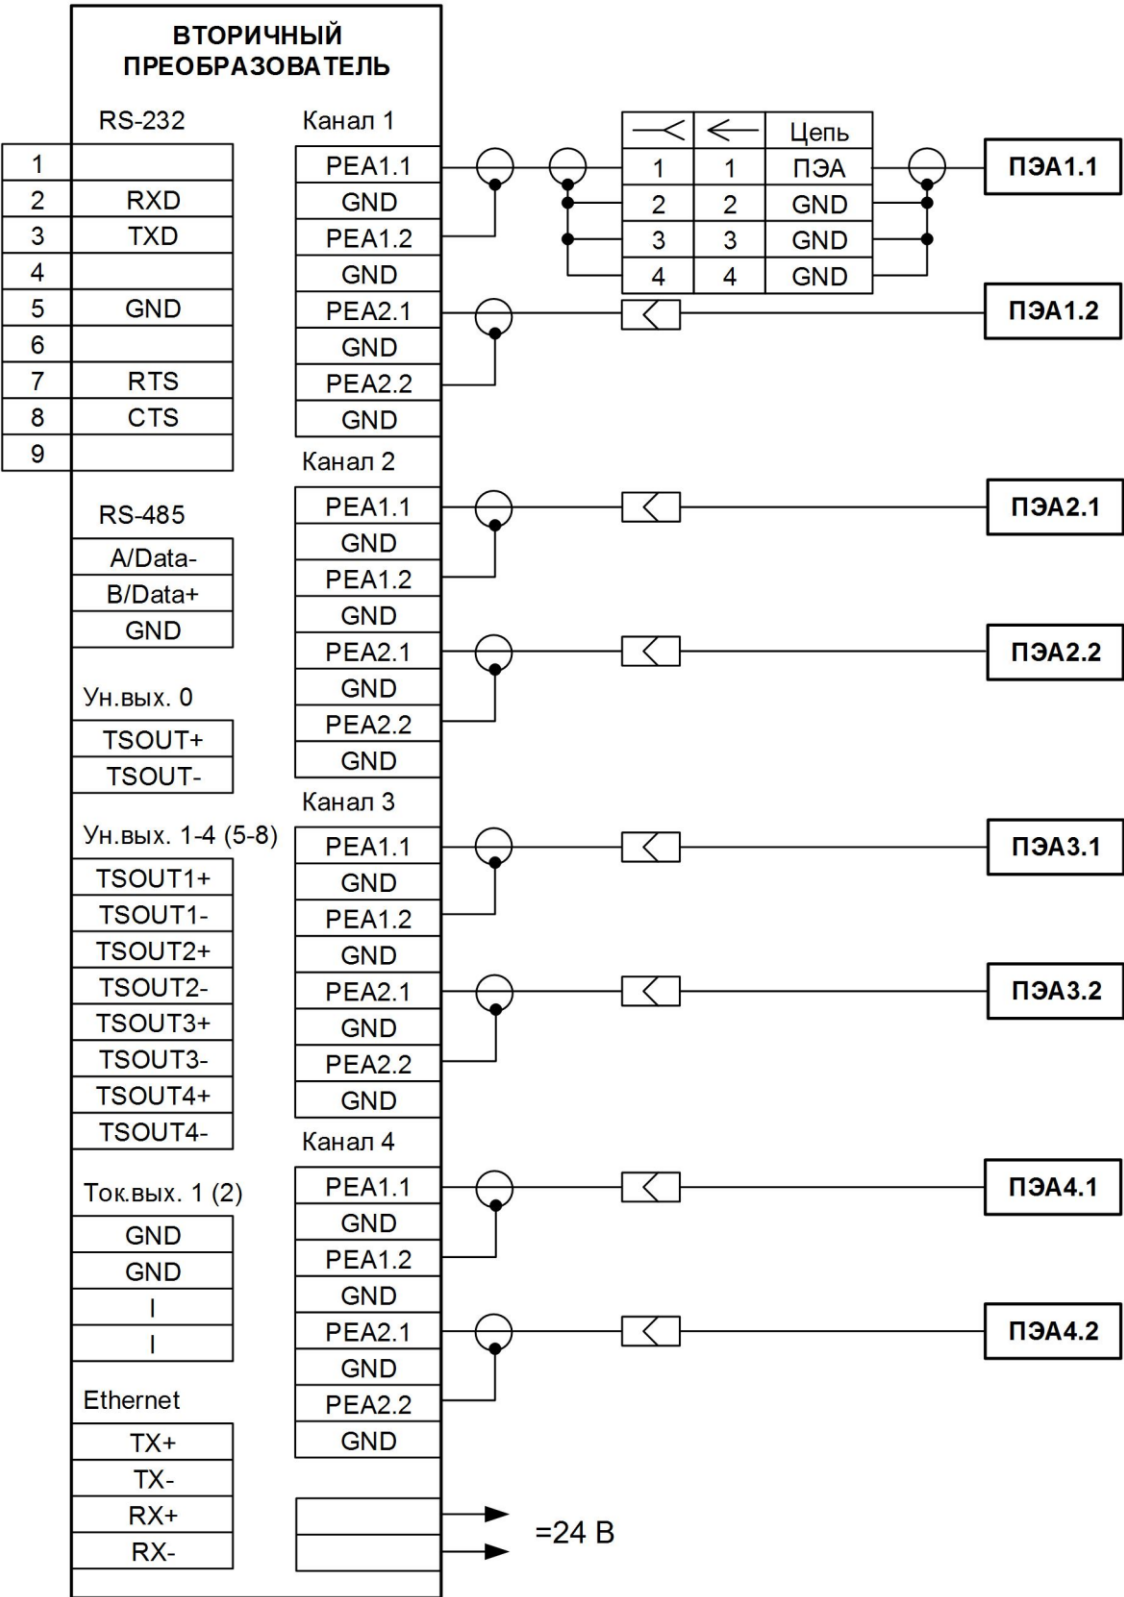 ВТОРИЧНЫЙ
ПРЕОБРАЗОВАТЕЛЬ
RS-232
1
2 RXD
3 TXD
4
5 GND
6
7 RTS
8 CTS
9
RS-485
A/Data-
B/Data+
GND
Ун.вых. 0
TSOUT+
TSOUT-
Ун.вых. 1-4 (5-8)
TSOUT1+
TSOUT1-
TSOUT2+
TSOUT2-
TSOUT3+
TSOUT3-
TSOUT4+
TSOUT4-
Ток.вых. 1 (2)
GND
GND
I
I
Ethernet
TX+
TX-
RX+
RX-
Канал 1
PEA1.1
GND
PEA1.2
GND
PEA2.1
GND
PEA2.2
GND
Канал 2
PEA1.1
GND
PEA1.2
GND
PEA2.1
GND
PEA2.2
GND
Канал 3
PEA1.1
GND
PEA1.2
GND
PEA2.1
GND
PEA2.2
GND
Канал 4
PEA1.1
GND
PEA1.2
GND
PEA2.1
GND
PEA2.2
GND
=24 В
Цепь
1 1 ПЭА
2 2 GND
3 3 GND
4 4 GND
ПЭА1.1
ПЭА1.2
ПЭА2.1
ПЭА2.2
ПЭА3.1
ПЭА3.2
ПЭА4.1
ПЭА4.2